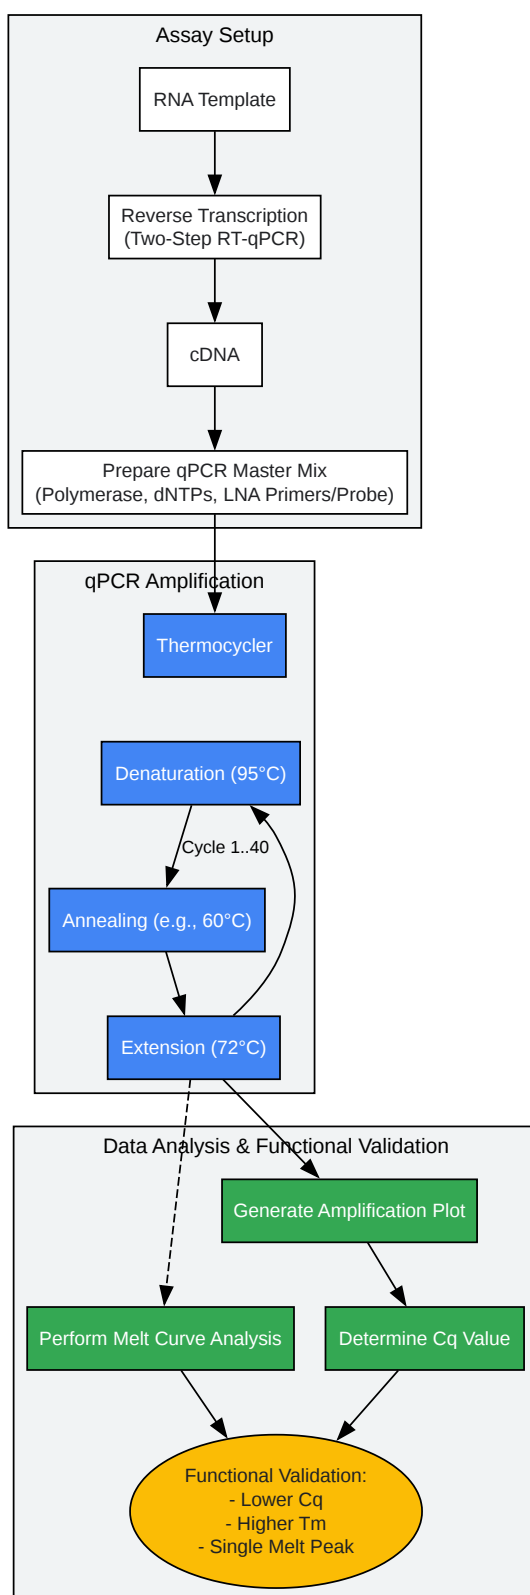 Assay Setup
RNA Template
Reverse Transcription
(Two-Step RT-qPCR)
cDNA
Prepare qPCR Master Mix
(Polymerase, dNTPs, LNA Primers/Probe)
qPCR Amplification
Thermocycler
Denaturation (95°C)
Cycle 1..40
Annealing (e.g., 60°C)
Extension (72°C)
Data Analysis & Functional Validation
Generate Amplification Plot
Perform Melt Curve Analysis
Determine Cq Value
Functional Validation:
- Lower Cq
- Higher Tm
- Single Melt Peak